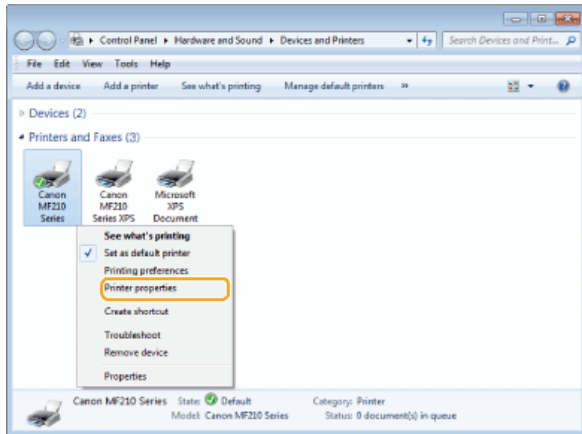 Control Panel ▸ Hardware and Sound ▸ Devices and Printers
Search Devices and Print...
File Edit View Tools Help
Add a device Add a printer See what's printing Manage default printers »
Devices (2)
Printers and Faxes (3)
Canon MF210 Series
Canon MF210 Series XPS
Microsoft XPS Document
See what's printing
Set as default printer
Printing preferences
Printer properties
Create shortcut
Troubleshoot
Remove device
Properties
Canon MF210 Series State: Default Category: Printer
Model: Canon MF210 Series Status: 0 document(s) in queue